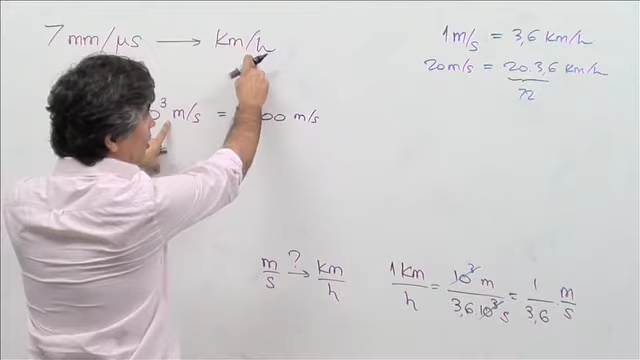 7 mm/μs → km/h
1 m/s = 3,6 km/h
20 m/s = 20.3,6 km/h
72
0³ m/s = 00 m/s
m/s ?→ km/h
1 km/h = 10³ m/3,6 10³ s = 1/3,6 . m/s